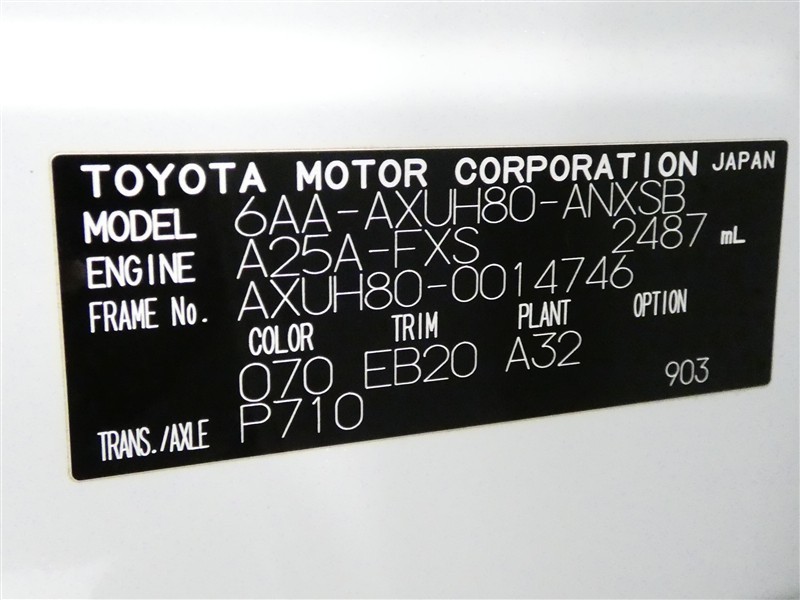 TOYOTA MOTOR CORPORATION JAPAN
MODEL 6AA-AXUH80-ANXSB
ENGINE A25A-FXS 2487 mL
FRAME No. AXUH80-0014746
COLOR TRIM PLANT OPTION
070 EB20 A32 903
TRANS./AXLE P710